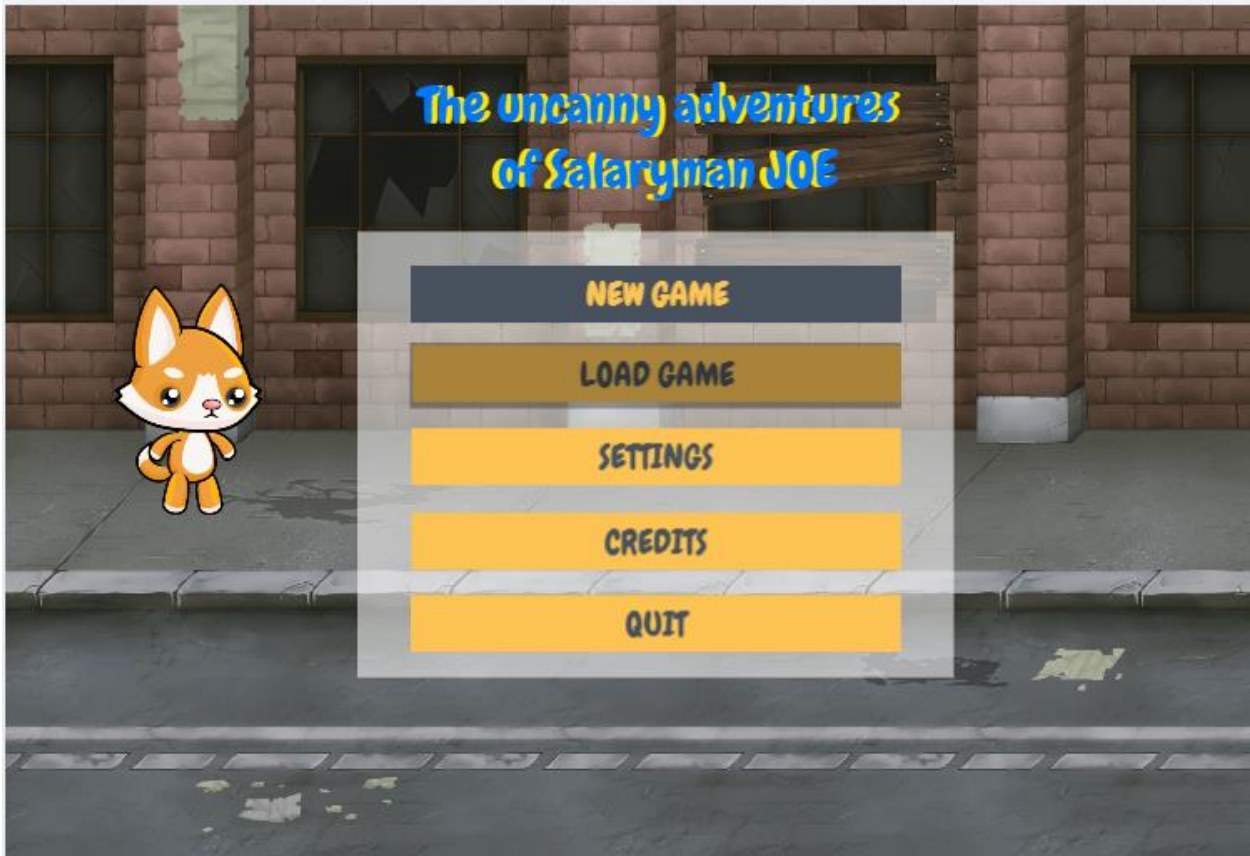 The uncanny adventures
of Salaryman JOE
NEW GAME
LOAD GAME
SETTINGS
CREDITS
QUIT